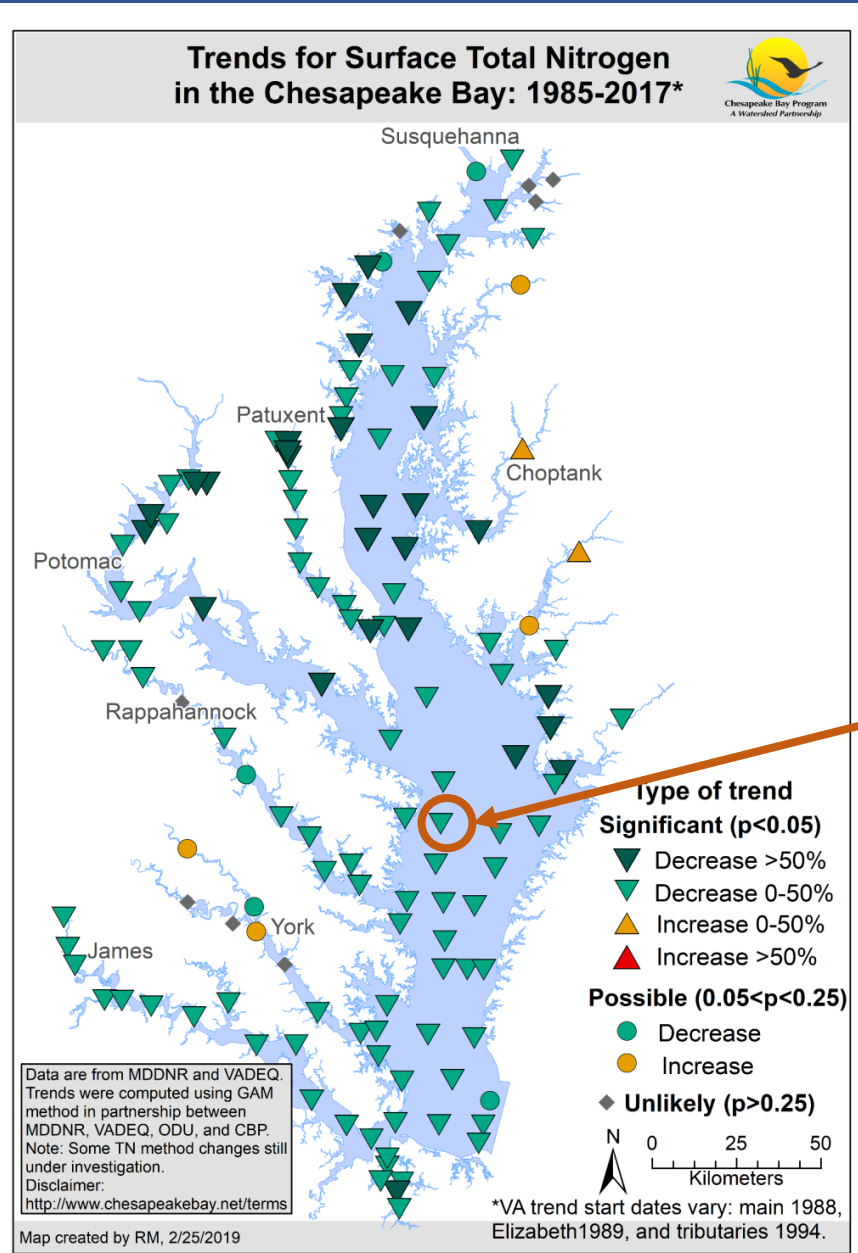 Trends for Surface Total Nitrogen
in the Chesapeake Bay: 1985-2017*
Chesapeake Bay Program
A Watershed Partnership
Susquehanna
Patuxent
Choptank
Potomac
Rappahannock
York
James
Type of trend
Significant (p<0.05)
Decrease >50%
Decrease 0-50%
Increase 0-50%
Increase >50%
Possible (0.05<p<0.25)
Decrease
Increase
Unlikely (p>0.25)
N
0 25 50
Kilometers
Data are from MDDNR and VADEQ.
Trends were computed using GAM
method in partnership between
MDDNR, VADEQ, ODU, and CBP.
Note: Some TN method changes still
under investigation.
Disclaimer:
http://www.chesapeakebay.net/terms
*VA trend start dates vary: main 1988,
Elizabeth1989, and tributaries 1994.
Map created by RM, 2/25/2019